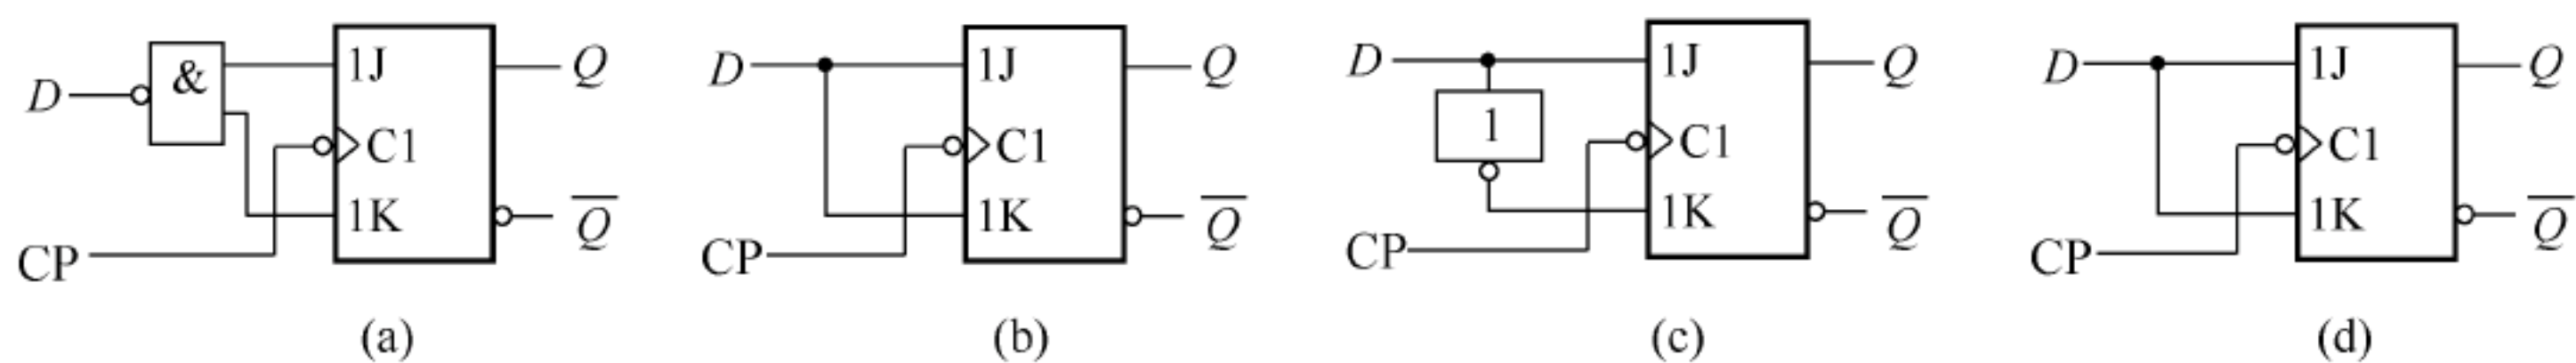 D & 1J C1 1K Q Q̅ CP
(a)
D 1J C1 1K Q Q̅ CP
(b)
D 1 1J C1 1K Q Q̅ CP
(c)
D 1J C1 1K Q Q̅ CP
(d)